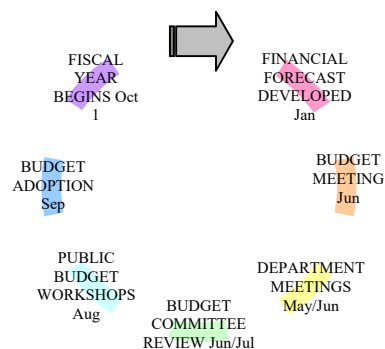 FISCAL
YEAR
BEGINS Oct
1
FINANCIAL
FORECAST
DEVELOPED
Jan
BUDGET
MEETING
Jun
DEPARTMENT
MEETINGS
May/Jun
BUDGET
COMMITTEE
REVIEW Jun/Jul
PUBLIC
BUDGET
WORKSHOPS
Aug
BUDGET
ADOPTION
Sep